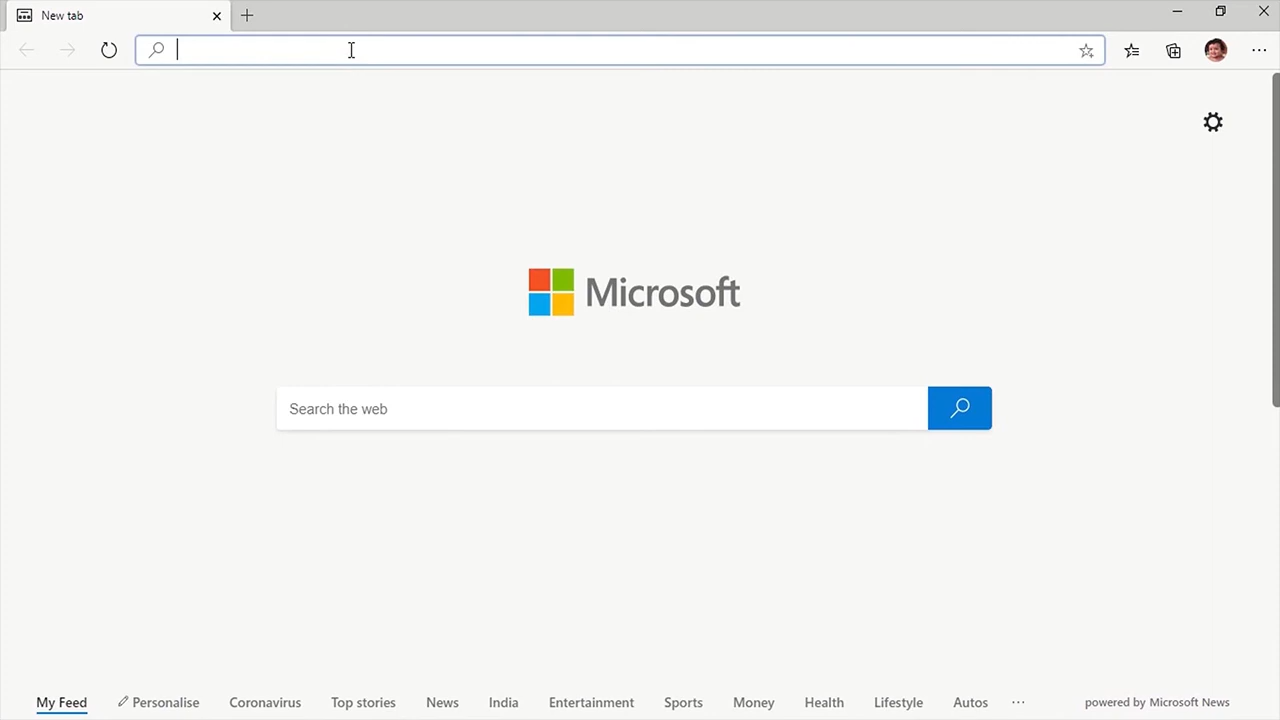 New tab
Microsoft
Search the web
My Feed Personalise Coronavirus Top stories News India Entertainment Sports Money Health Lifestyle Autos ... powered by Microsoft News